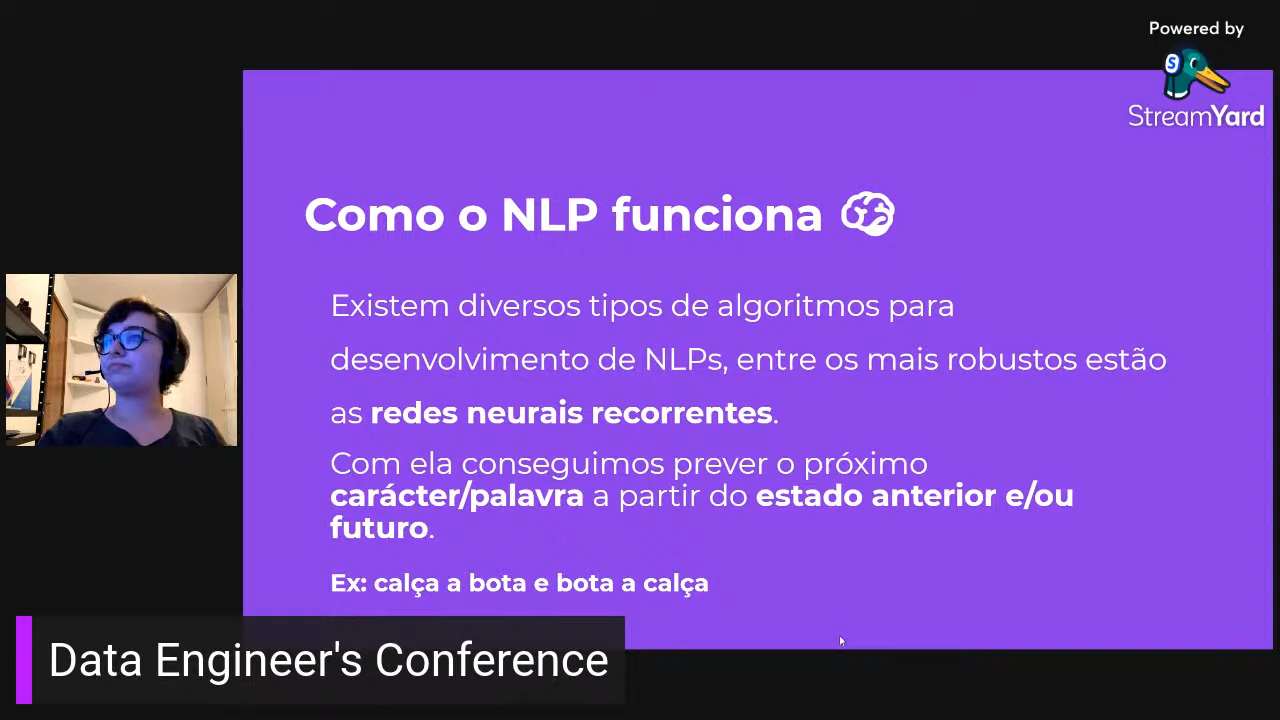 Powered by
StreamYard
Como o NLP funciona
Existem diversos tipos de algoritmos para
desenvolvimento de NLPs, entre os mais robustos estão
as redes neurais recorrentes.
Com ela conseguimos prever o próximo
carácter/palavra a partir do estado anterior e/ou
futuro.
Ex: calça a bota e bota a calça
Data Engineer's Conference